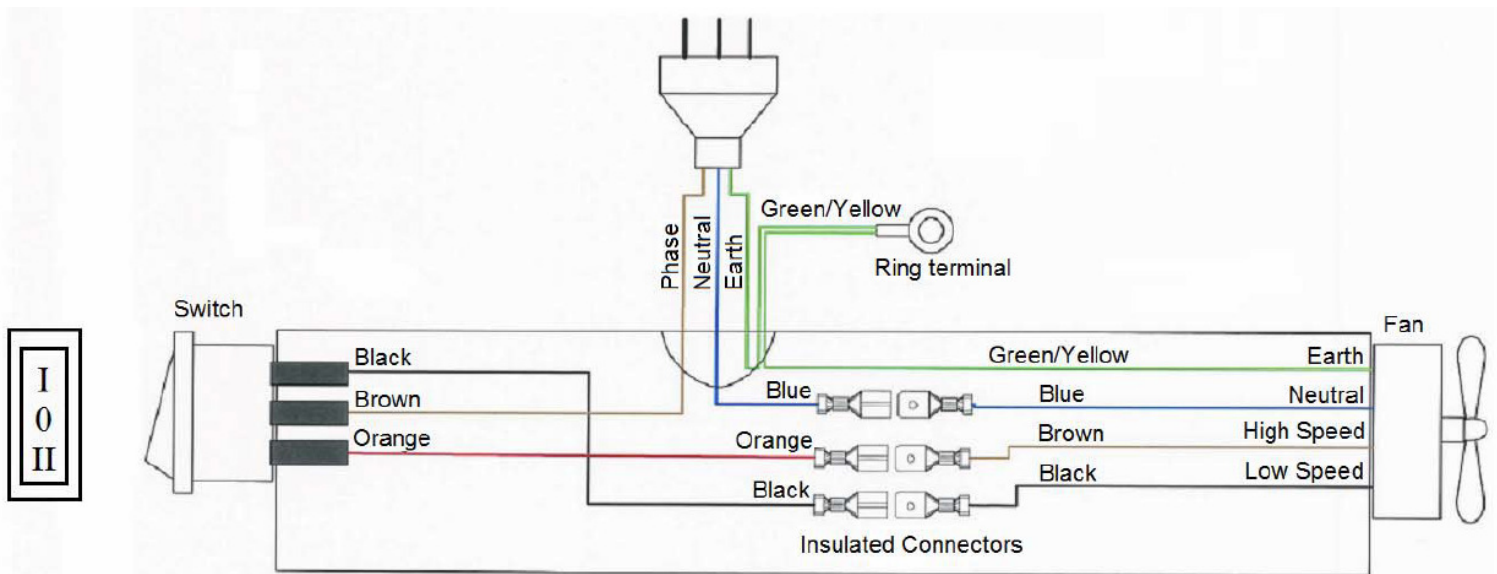 Phase
Neutral
Earth
Green/Yellow
Ring terminal
Switch
I
0
II
Black
Brown
Orange
Fan
Green/Yellow Earth
Blue Blue Neutral
Orange Brown High Speed
Black Black Low Speed
Insulated Connectors